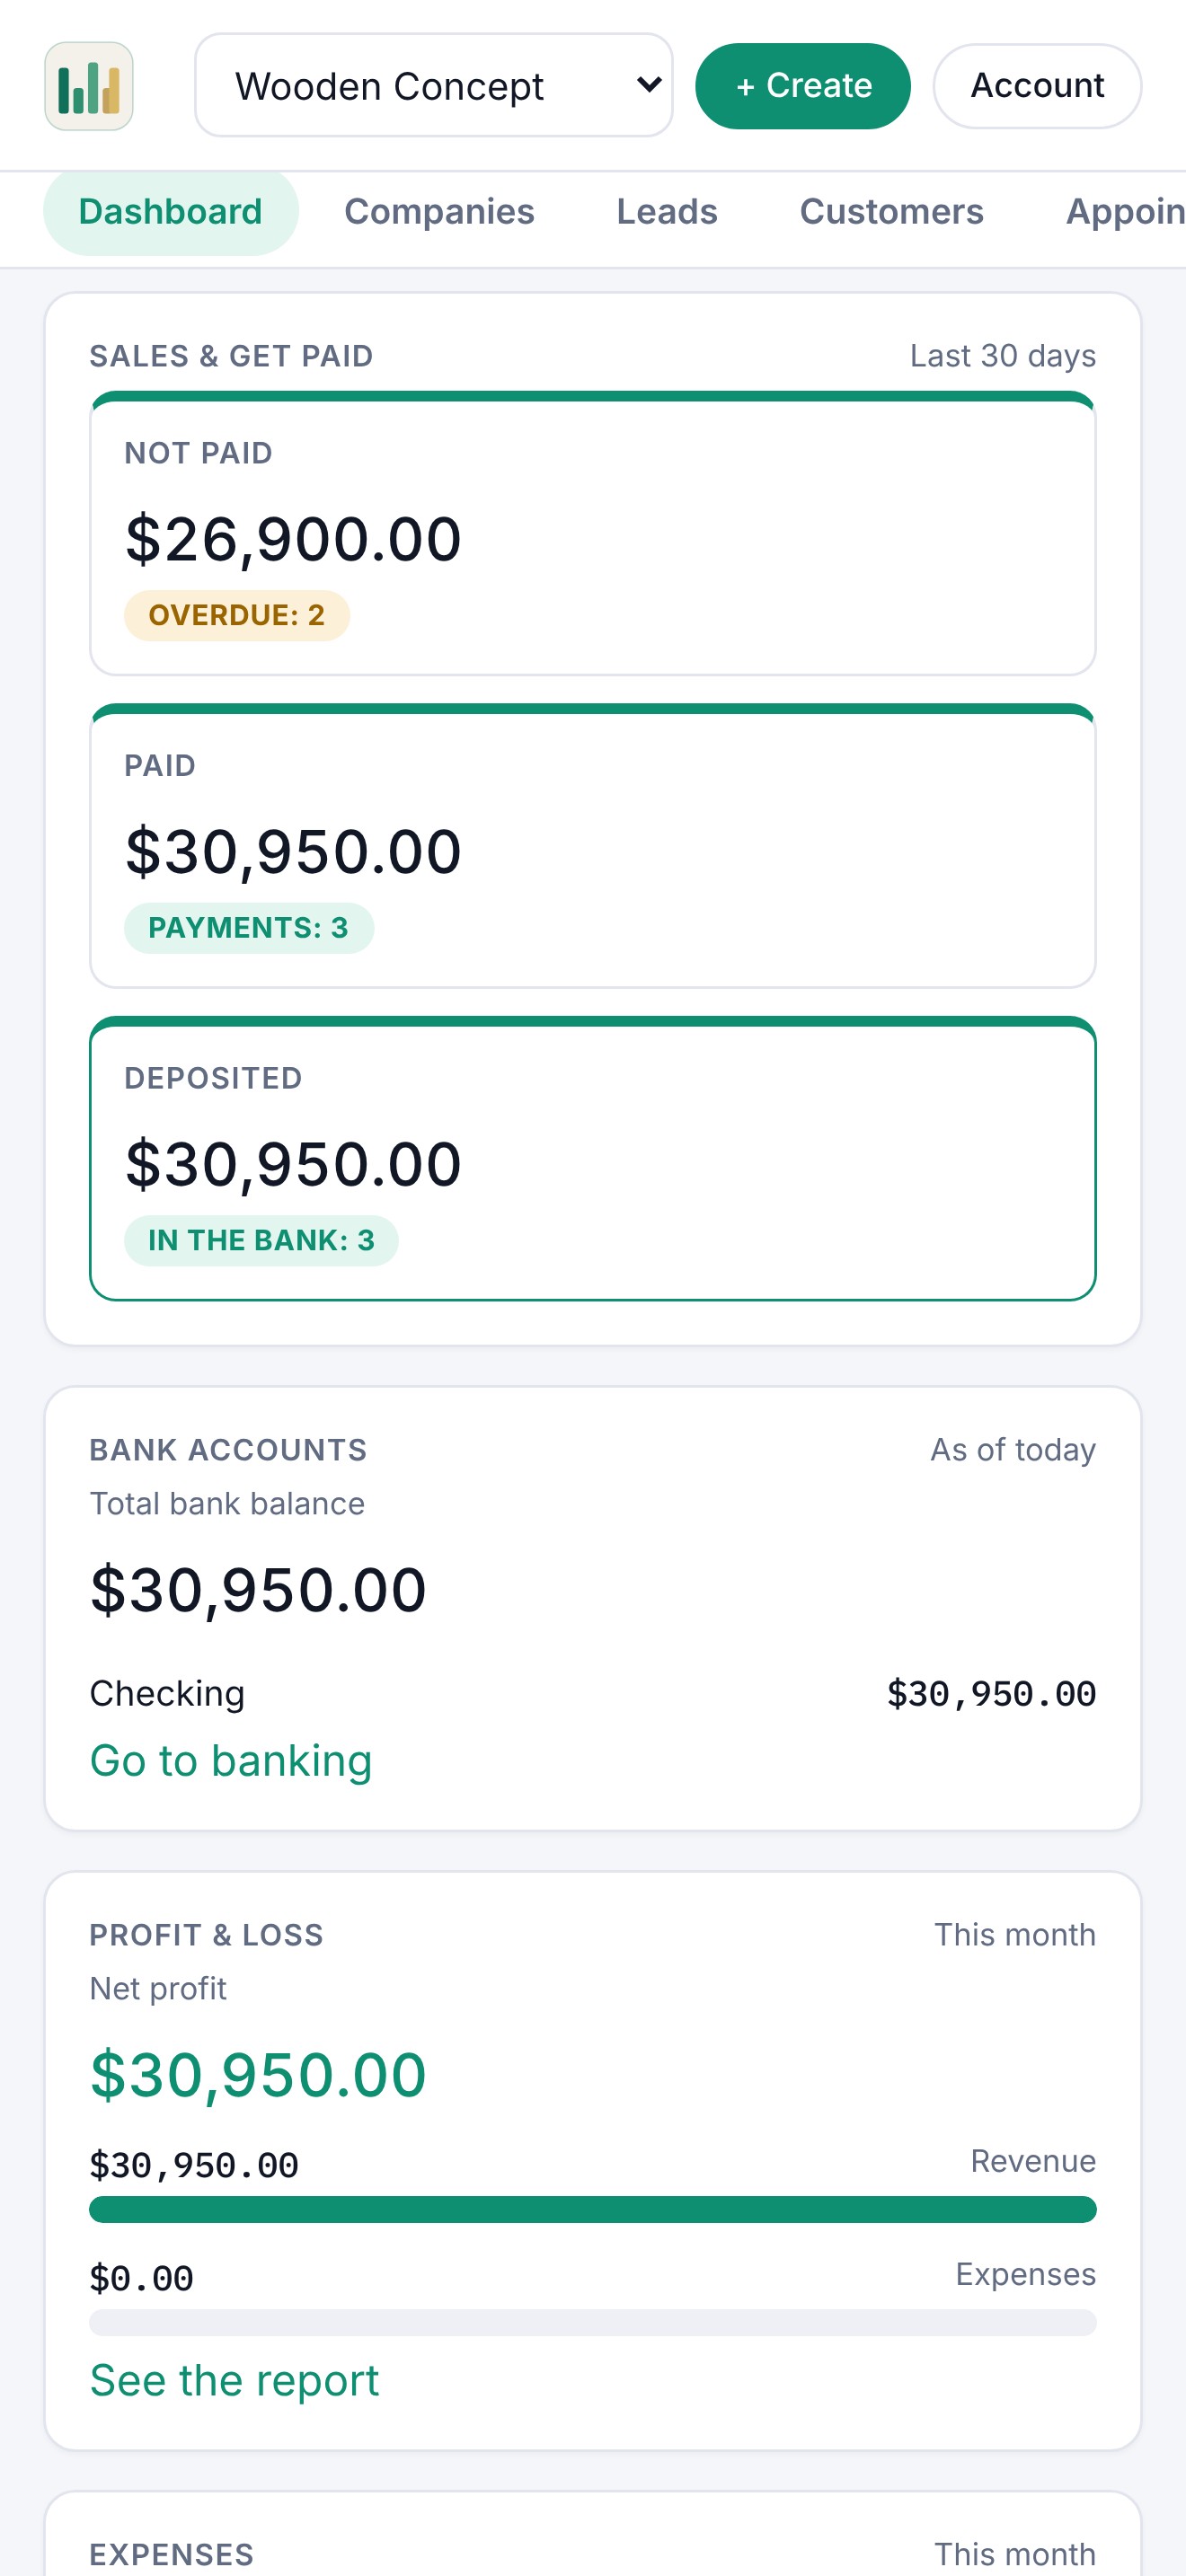 Wooden Concept
+ Create
Account
Dashboard
Companies
Leads
Customers
Appoin
SALES & GET PAID
Last 30 days
NOT PAID
$26,900.00
OVERDUE: 2
PAID
$30,950.00
PAYMENTS: 3
DEPOSITED
$30,950.00
IN THE BANK: 3
BANK ACCOUNTS
As of today
Total bank balance
$30,950.00
Checking
$30,950.00
Go to banking
PROFIT & LOSS
This month
Net profit
$30,950.00
$30,950.00
Revenue
$0.00
Expenses
See the report
EXPENSES
This month